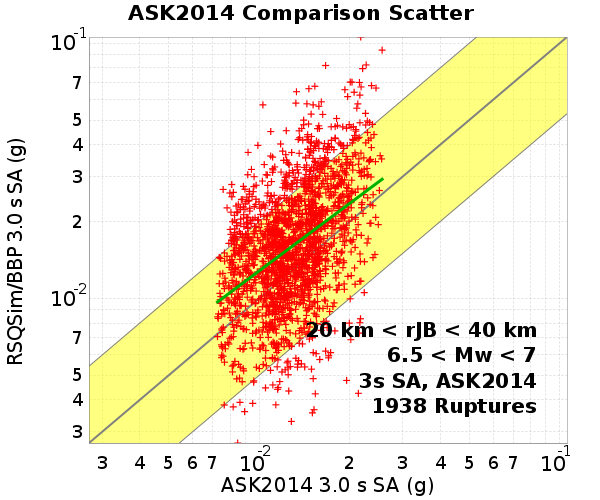 ASK2014 Comparison Scatter
RSQSim/BBP 3.0 s SA (g)
10⁻¹
7
5
4
3
2
10⁻²
7
5
4
3
20 km < rJB < 40 km
6.5 < Mw < 7
3s SA, ASK2014
1938 Ruptures
3 4 5 6 7 10⁻² 2 3 4 5 6 7 10⁻¹
ASK2014 3.0 s SA (g)